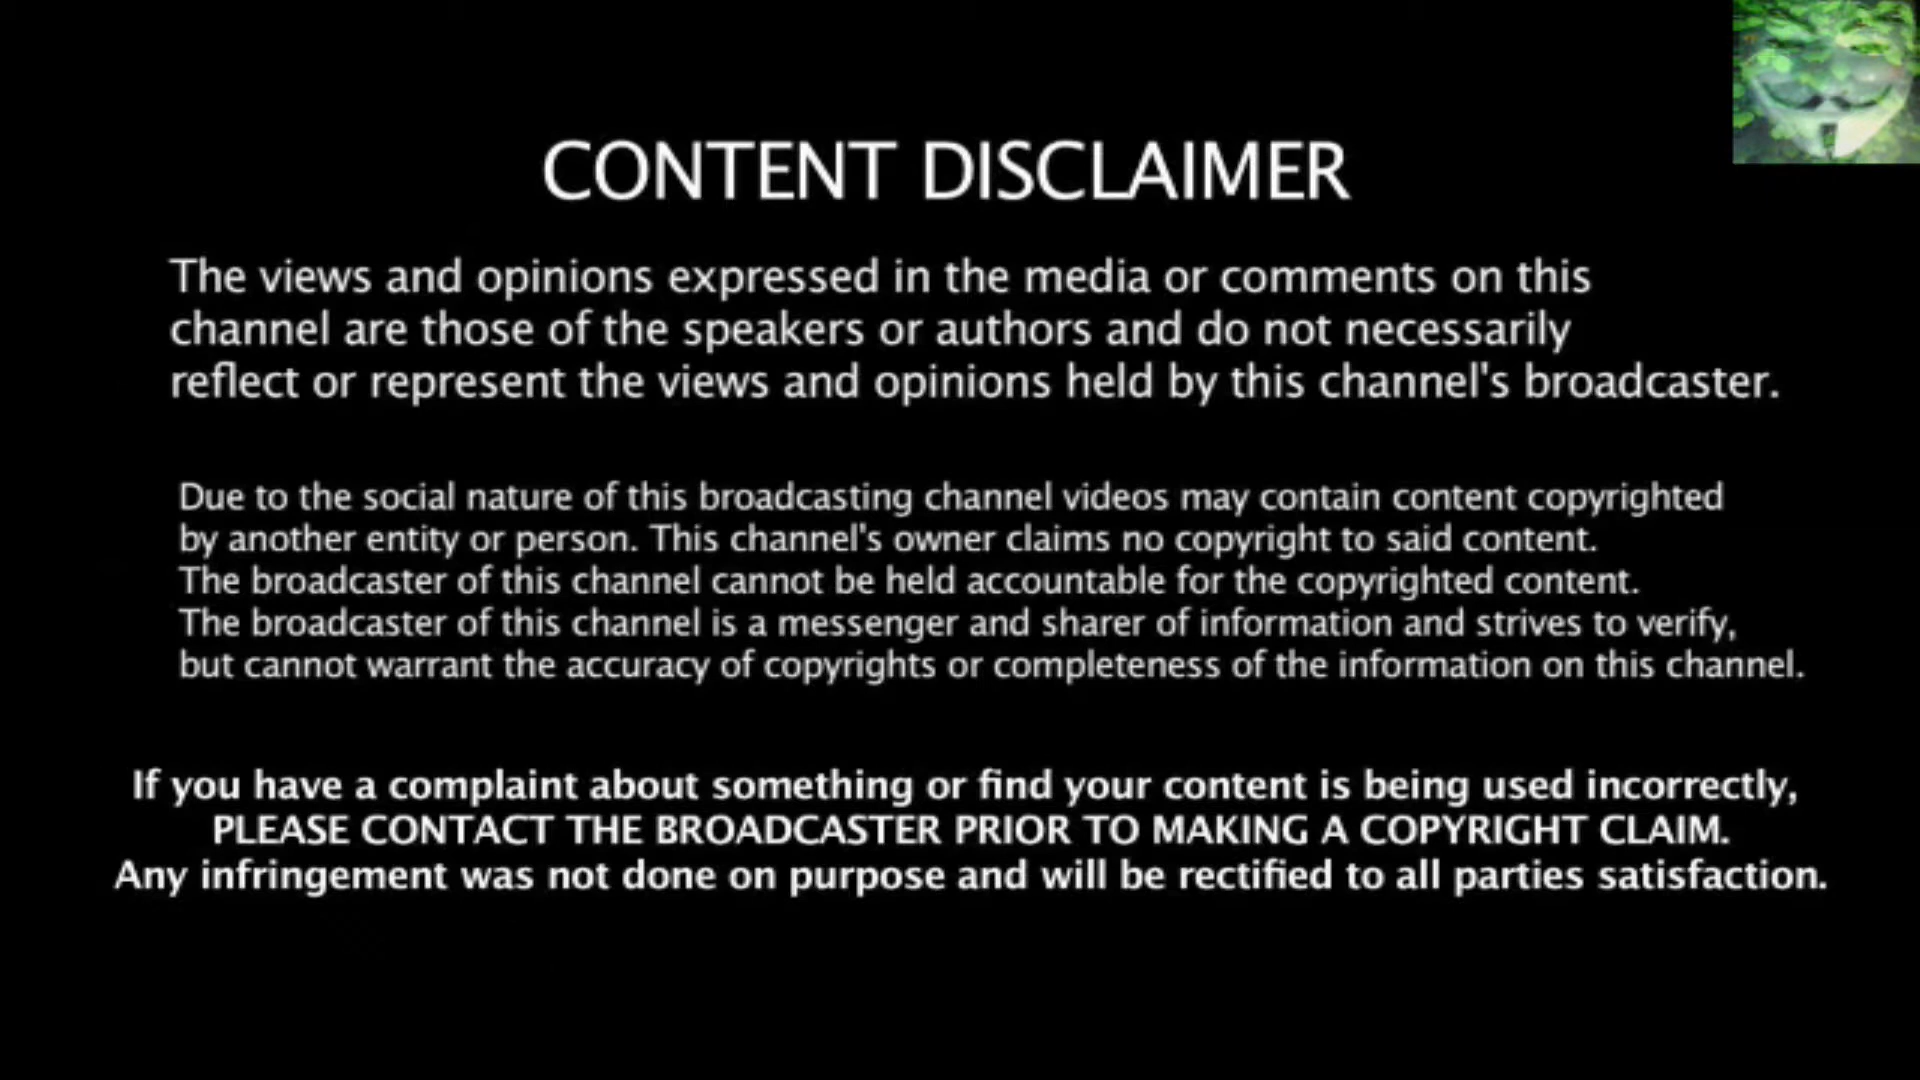 CONTENT DISCLAIMER
The views and opinions expressed in the media or comments on this
channel are those of the speakers or authors and do not necessarily
reflect or represent the views and opinions held by this channel's broadcaster.
Due to the social nature of this broadcasting channel videos may contain content copyrighted
by another entity or person. This channel's owner claims no copyright to said content.
The broadcaster of this channel cannot be held accountable for the copyrighted content.
The broadcaster of this channel is a messenger and sharer of information and strives to verify,
but cannot warrant the accuracy of copyrights or completeness of the information on this channel.
If you have a complaint about something or find your content is being used incorrectly,
PLEASE CONTACT THE BROADCASTER PRIOR TO MAKING A COPYRIGHT CLAIM.
Any infringement was not done on purpose and will be rectified to all parties satisfaction.